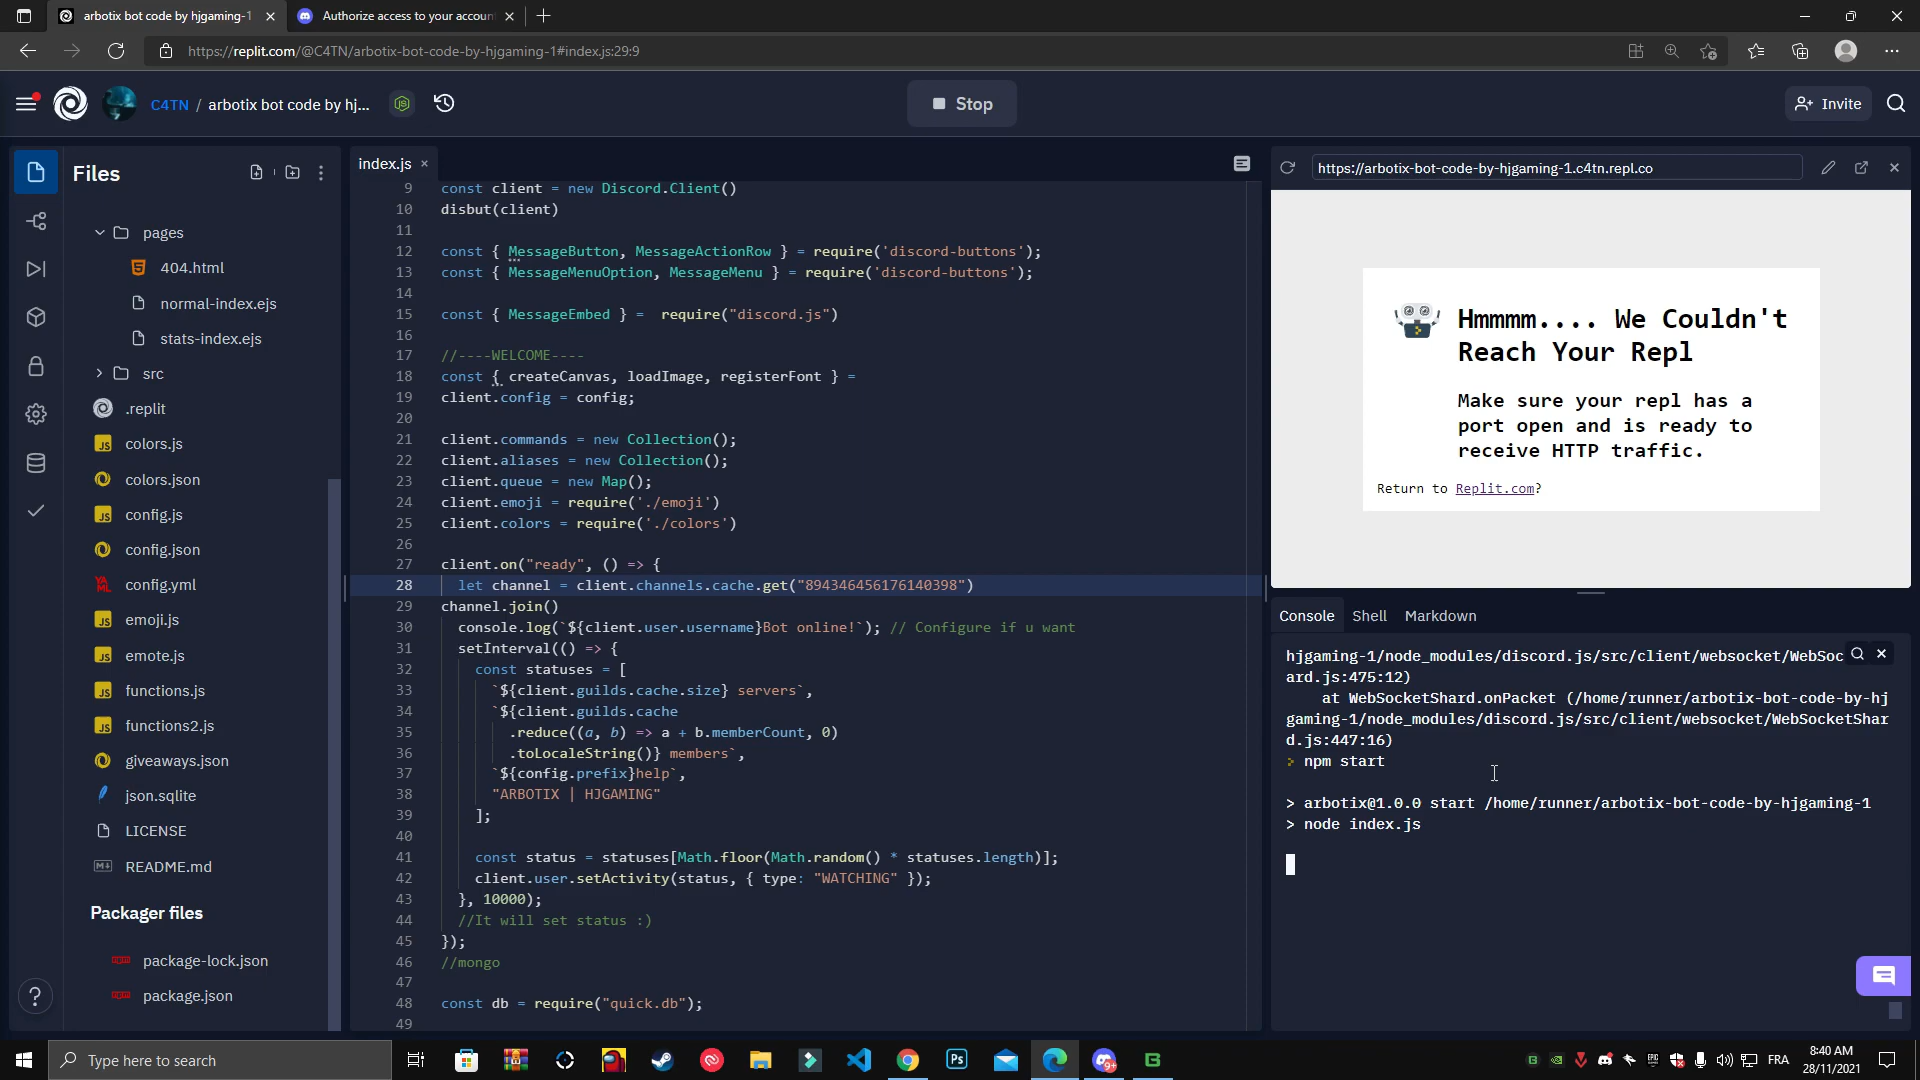 arbotix bot code by hjgaming-1
Authorize access to your accoun
https://replit.com/@C4TN/arbotix-bot-code-by-hjgaming-1#index.js:29:9
C4TN / arbotix bot code by hj...
Stop
Invite
Files
pages
404.html
normal-index.ejs
stats-index.ejs
src
.replit
colors.js
colors.json
config.js
config.json
config.yml
emoji.js
emote.js
functions.js
functions2.js
giveaways.json
json.sqlite
LICENSE
README.md
Packager files
package-lock.json
package.json
index.js
9 const client = new Discord.Client()
10 disbut(client)
11
12 const { MessageButton, MessageActionRow } = require('discord-buttons');
13 const { MessageMenuOption, MessageMenu } = require('discord-buttons');
14
15 const { MessageEmbed } =  require("discord.js")
16
17 //----WELCOME----
18 const { createCanvas, loadImage, registerFont } =
19 client.config = config;
20
21 client.commands = new Collection();
22 client.aliases = new Collection();
23 client.queue = new Map();
24 client.emoji = require('./emoji')
25 client.colors = require('./colors')
26
27 client.on("ready", () => {
28 let channel = client.channels.cache.get("894346456176140398")
29 channel.join()
30 console.log(`${client.user.username}Bot online!`); // Configure if u want
31 setInterval(() => {
32 const statuses = [
33 `${client.guilds.cache.size} servers`,
34 `${client.guilds.cache
35 .reduce((a, b) => a + b.memberCount, 0)
36 .toLocaleString()} members`,
37 `${config.prefix}help`,
38 "ARBOTIX | HJGAMING"
39 ];
40
41 const status = statuses[Math.floor(Math.random() * statuses.length)];
42 client.user.setActivity(status, { type: "WATCHING" });
43 }, 10000);
44 //It will set status :)
45 });
46 //mongo
47
48 const db = require("quick.db");
49
https://arbotix-bot-code-by-hjgaming-1.c4tn.repl.co
Hmmmm.... We Couldn't
Reach Your Repl
Make sure your repl has a
port open and is ready to
receive HTTP traffic.
Return to Replit.com?
Console Shell Markdown
hjgaming-1/node_modules/discord.js/src/client/websocket/WebSoc
ard.js:475:12)
at WebSocketShard.onPacket (/home/runner/arbotix-bot-code-by-hj
gaming-1/node_modules/discord.js/src/client/websocket/WebSocketShar
d.js:447:16)
npm start
> arbotix@1.0.0 start /home/runner/arbotix-bot-code-by-hjgaming-1
> node index.js
?
Type here to search
Ps
9+
EPIC
FRA
8:40 AM
28/11/2021